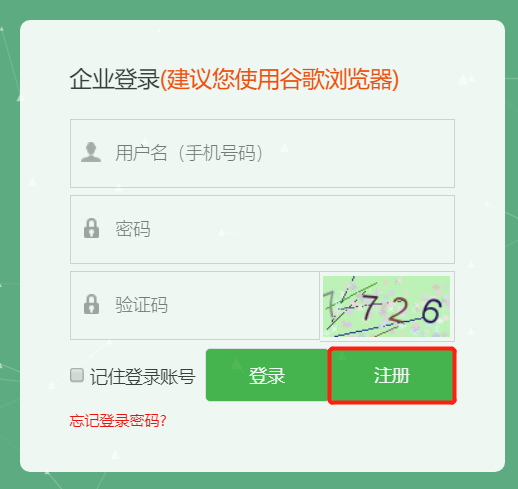 企业登录(建议您使用谷歌浏览器)
用户名（手机号码）
密码
验证码 7726
记住登录账号 登录 注册
忘记登录密码?